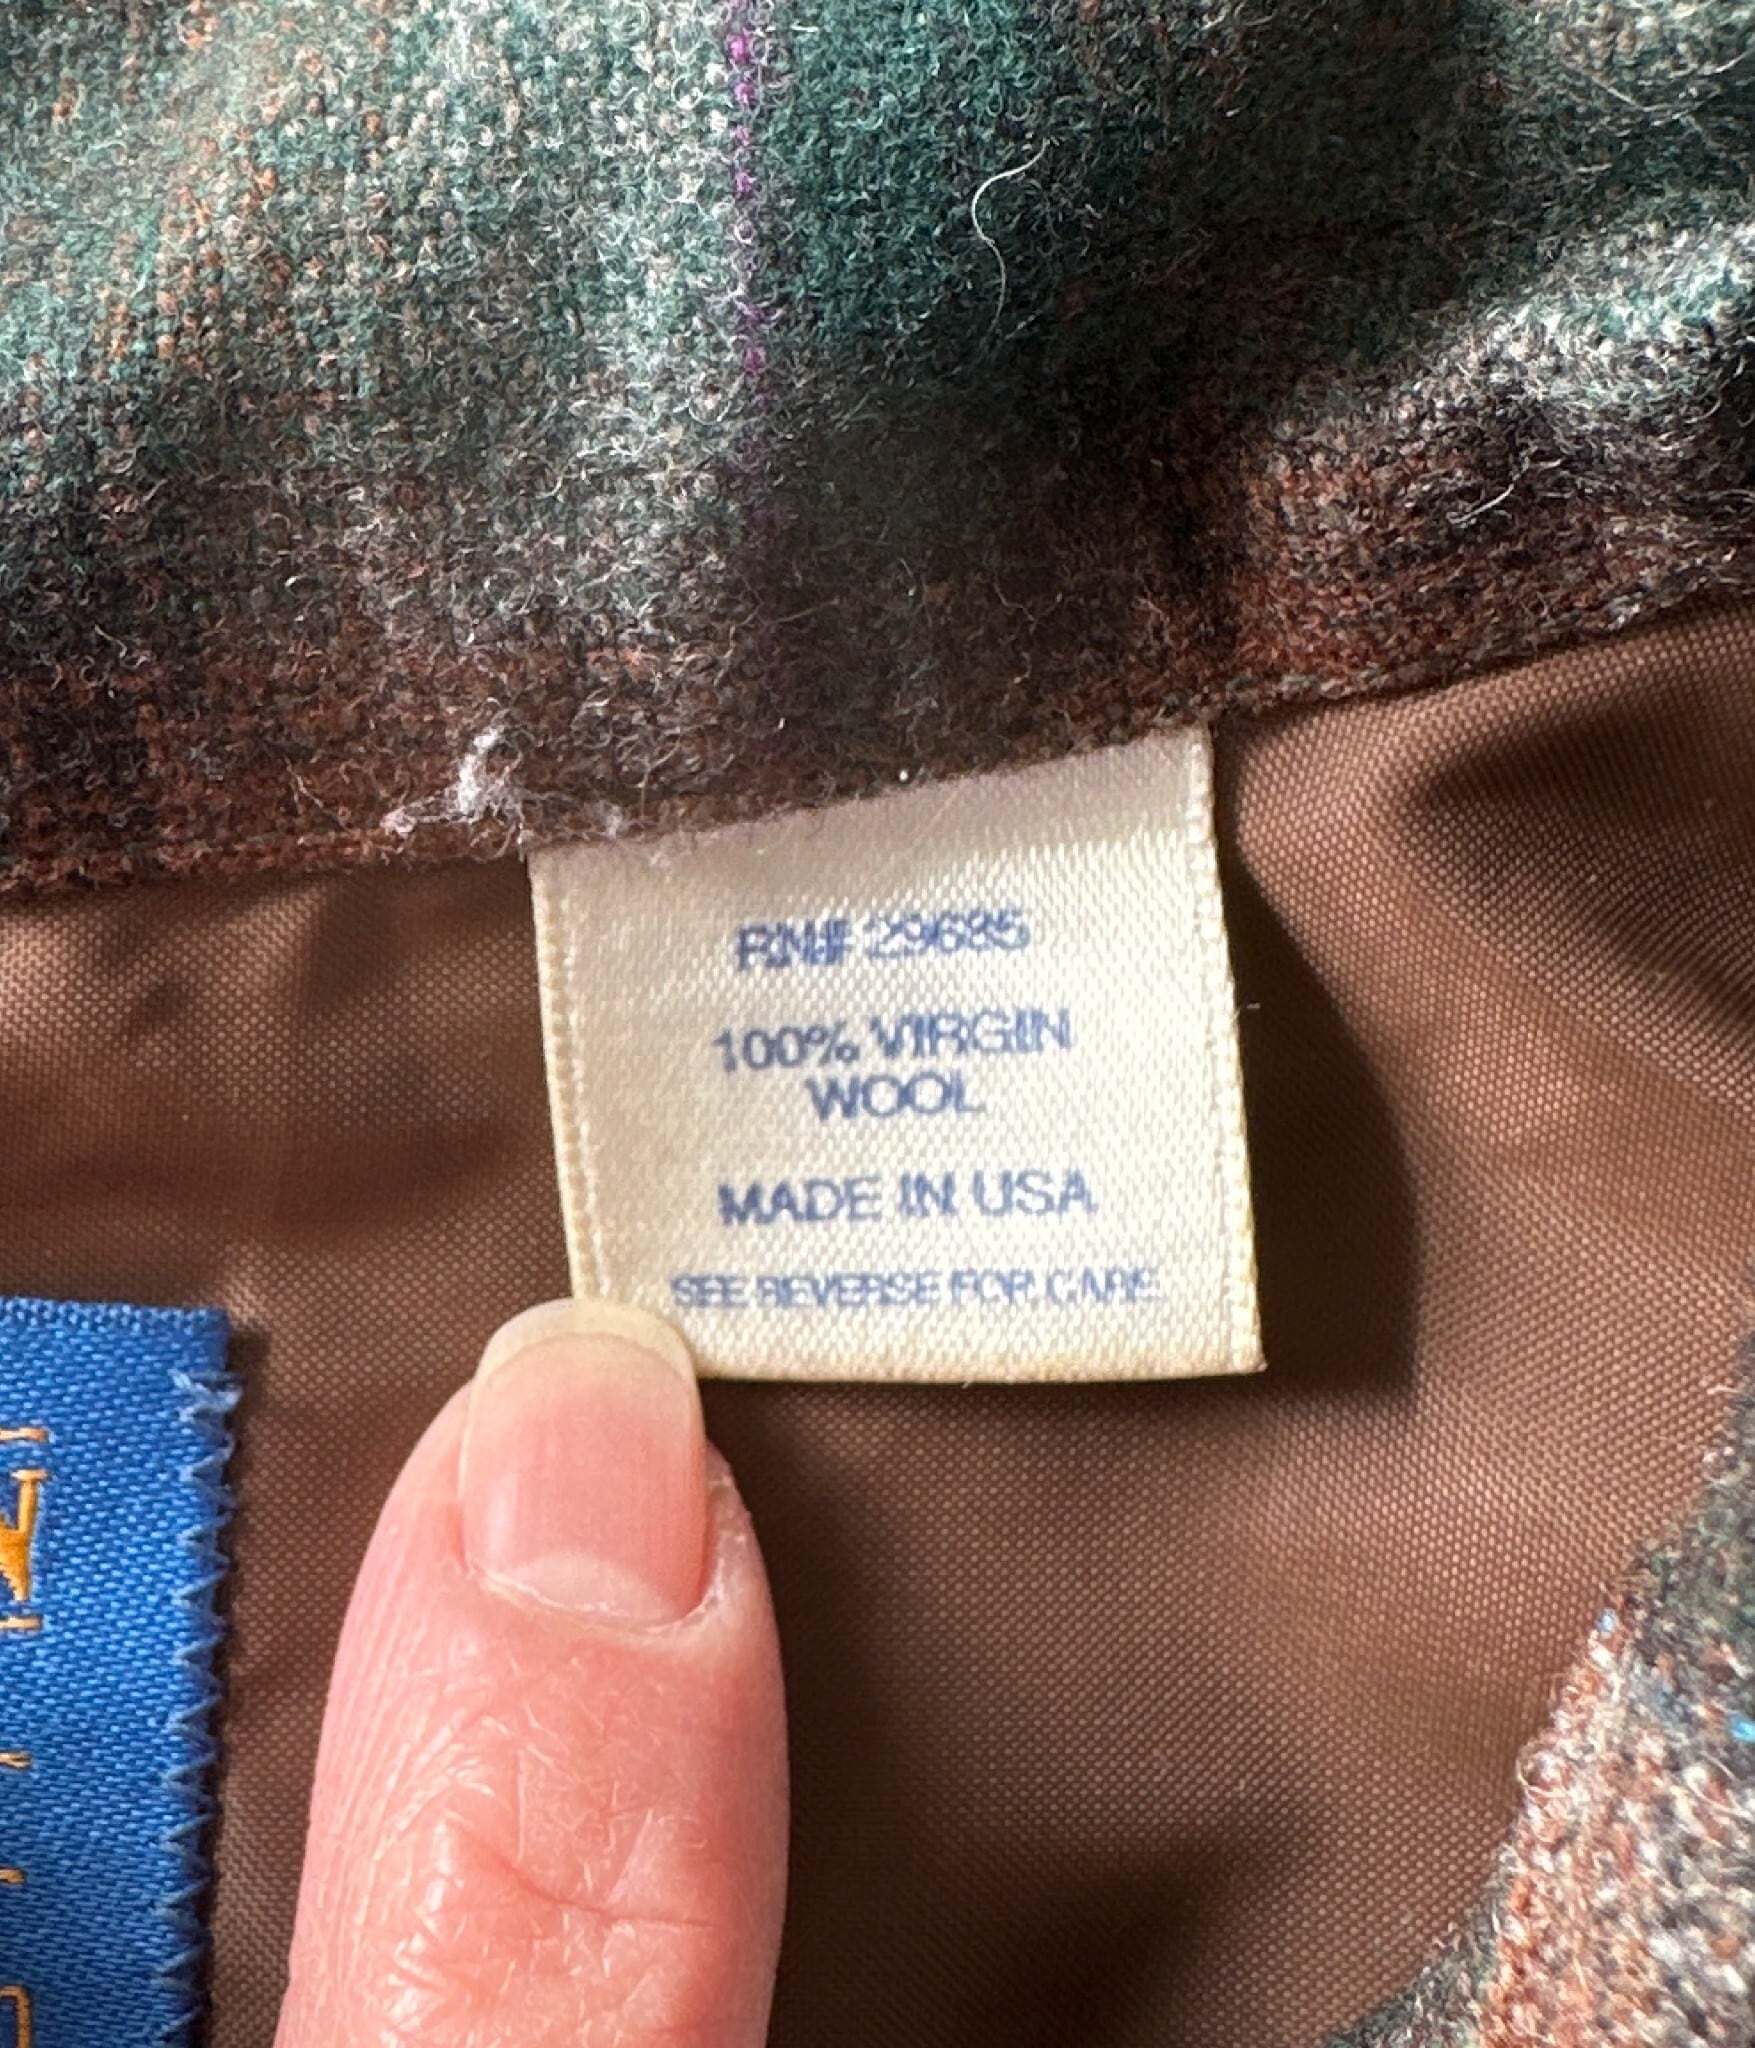 RN# 29685
100% VIRGIN
WOOL
MADE IN USA
SEE REVERSE FOR CARE